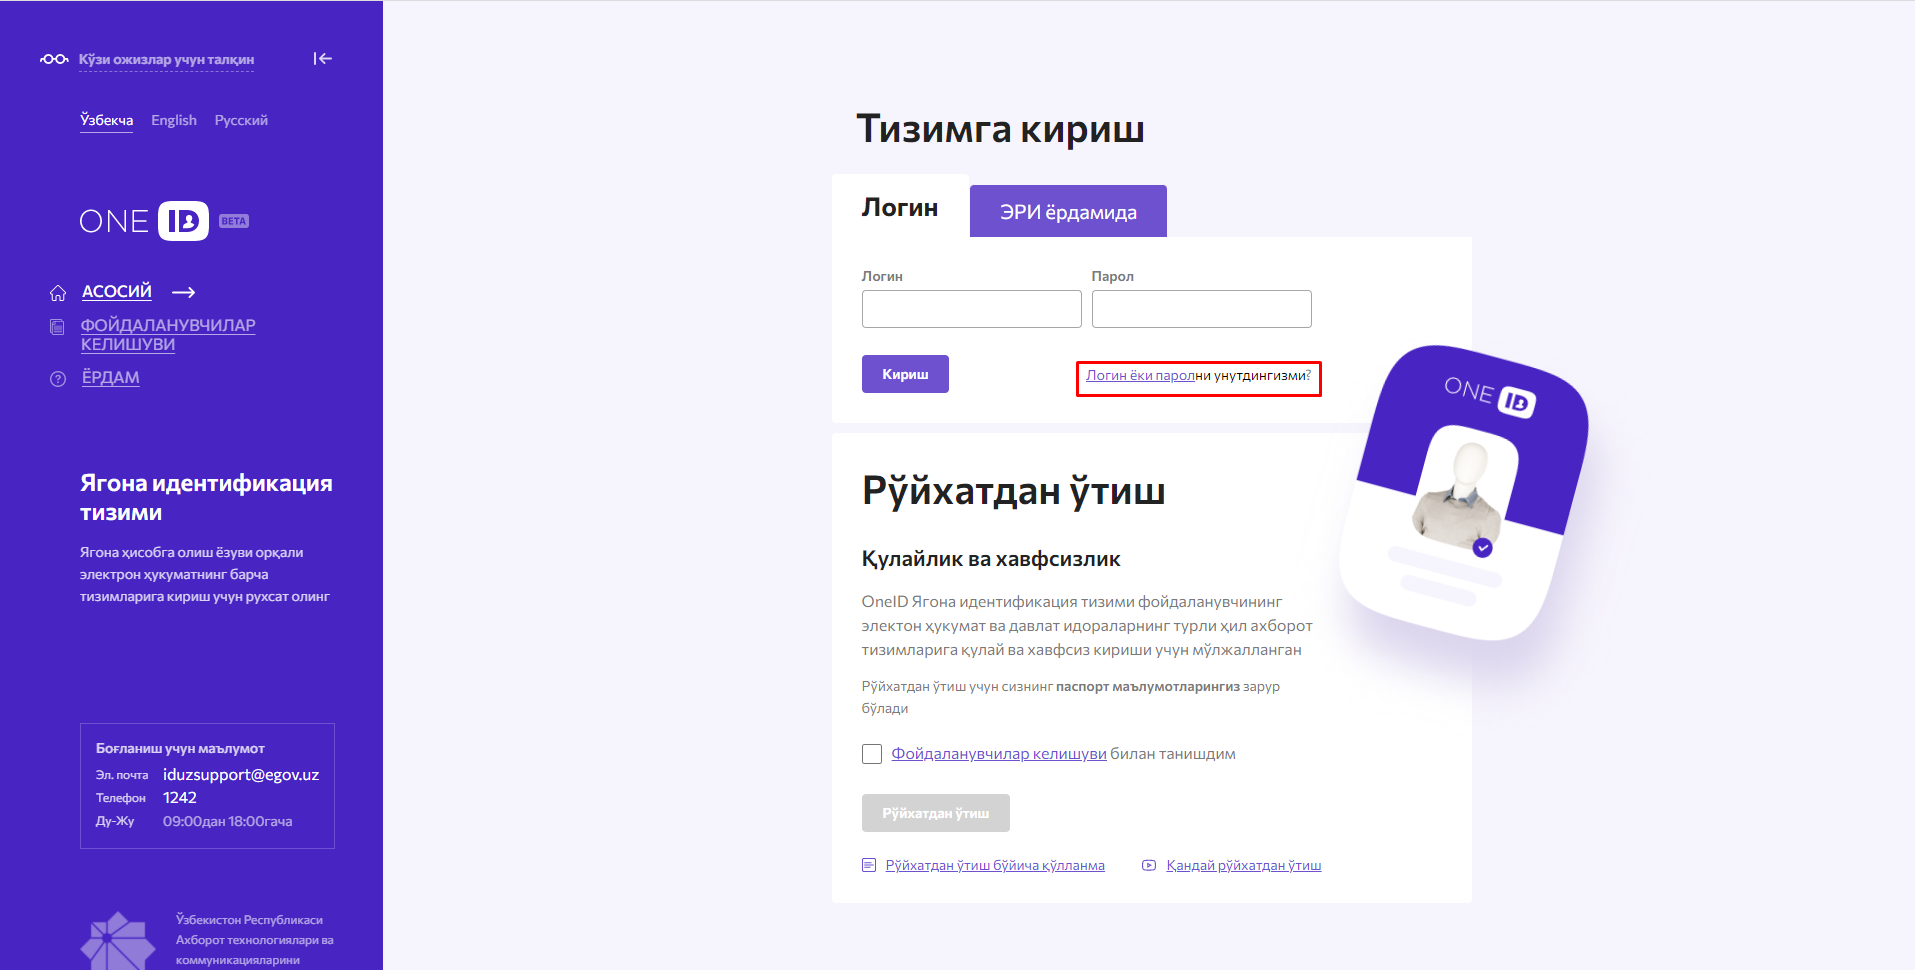 Кўзи ожизлар учун талқин
Ўзбекча English Русский
ONE ID BETA
АСОСИЙ
ФОЙДАЛАНУВЧИЛАР
КЕЛИШУВИ
ЁРДАМ
Ягона идентификация
тизими
Ягона ҳисобга олиш ёзуви орқали
электрон ҳукуматнинг барча
тизимларига кириш учун рухсат олинг
Боғланиш учун маълумот
Эл. почта iduzsupport@egov.uz
Телефон 1242
Ду-Жу 09:00дан 18:00гача
Ўзбекистон Республикаси
Ахборот технологиялари ва
коммуникацияларини
Тизимга кириш
Логин ЭРИ ёрдамида
Логин Парол
Кириш Логин ёки паролни унутдингизми?
ONE ID
Рўйхатдан ўтиш
Қулайлик ва хавфсизлик
OneID Ягона идентификация тизими фойдаланувчининг
электон ҳукумат ва давлат идораларнинг турли ҳил ахборот
тизимларига қулай ва хавфсиз кириши учун мўлжалланган
Рўйхатдан ўтиш учун сизнинг паспорт маълумотларингиз зарур
бўлади
Фойдаланувчилар келишуви билан танишдим
Рўйхатдан ўтиш
Рўйхатдан ўтиш бўйича қўлланма Қандай рўйхатдан ўтиш